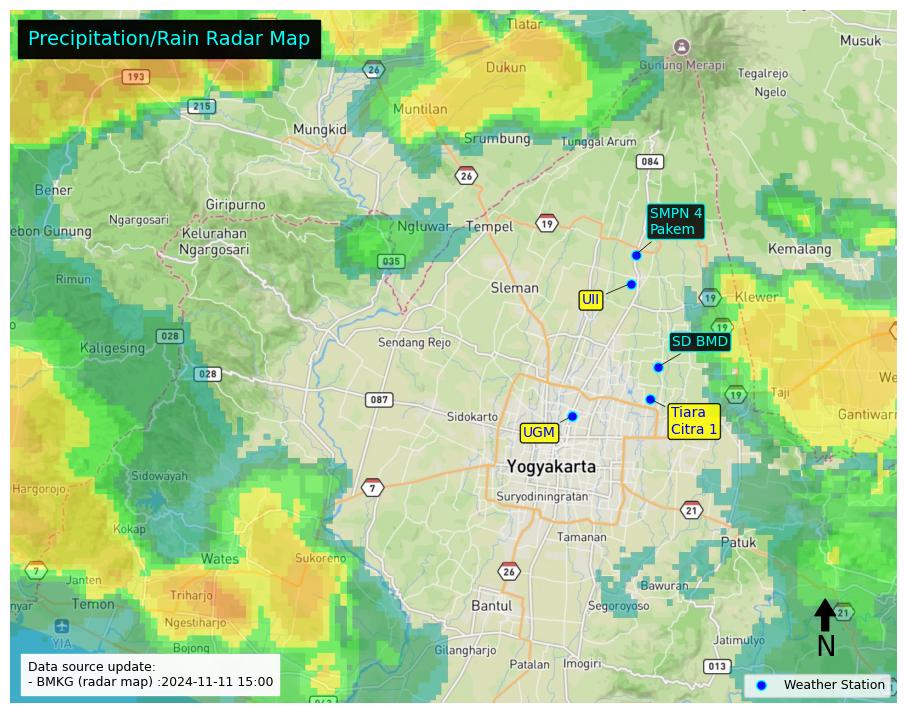 Precipitation/Rain Radar Map
Tlatar
Musuk
26
Gunung Merapi
193
Dukun
Tegalrejo
Ngelo
215
Muntilan
Mungkid
Srumbung
Tunggal Arum
084
26
Bener
Giripurno
SMPN 4
Pakem
Ngargosari
Ngluwar
Tempel
19
ebon Gunung
Kelurahan
Ngargosari
Kemalang
035
Rimun
Sleman
UII
19
Klewer
19
028
Sendang Rejo
SD BMD
Kaligesing
028
We
Taji
19
087
Sidokarto
Tiara
Citra 1
Gantiwarn
UGM
Yogyakarta
Sidowayah
Hargorojo
7
Suryodiningratan
21
Kokap
Tamanan
Patuk
Wates
Sukoreno
7
Janten
26
Bawuran
nyar
Temon
Triharjo
Bantul
Segoroyoso
21
Ngestiharjo
N
YIA
Bojong
Gilangharjo
Jatimulyo
Patalan
Imogiri
013
Data source update:
- BMKG (radar map) :2024-11-11 15:00
Weather Station